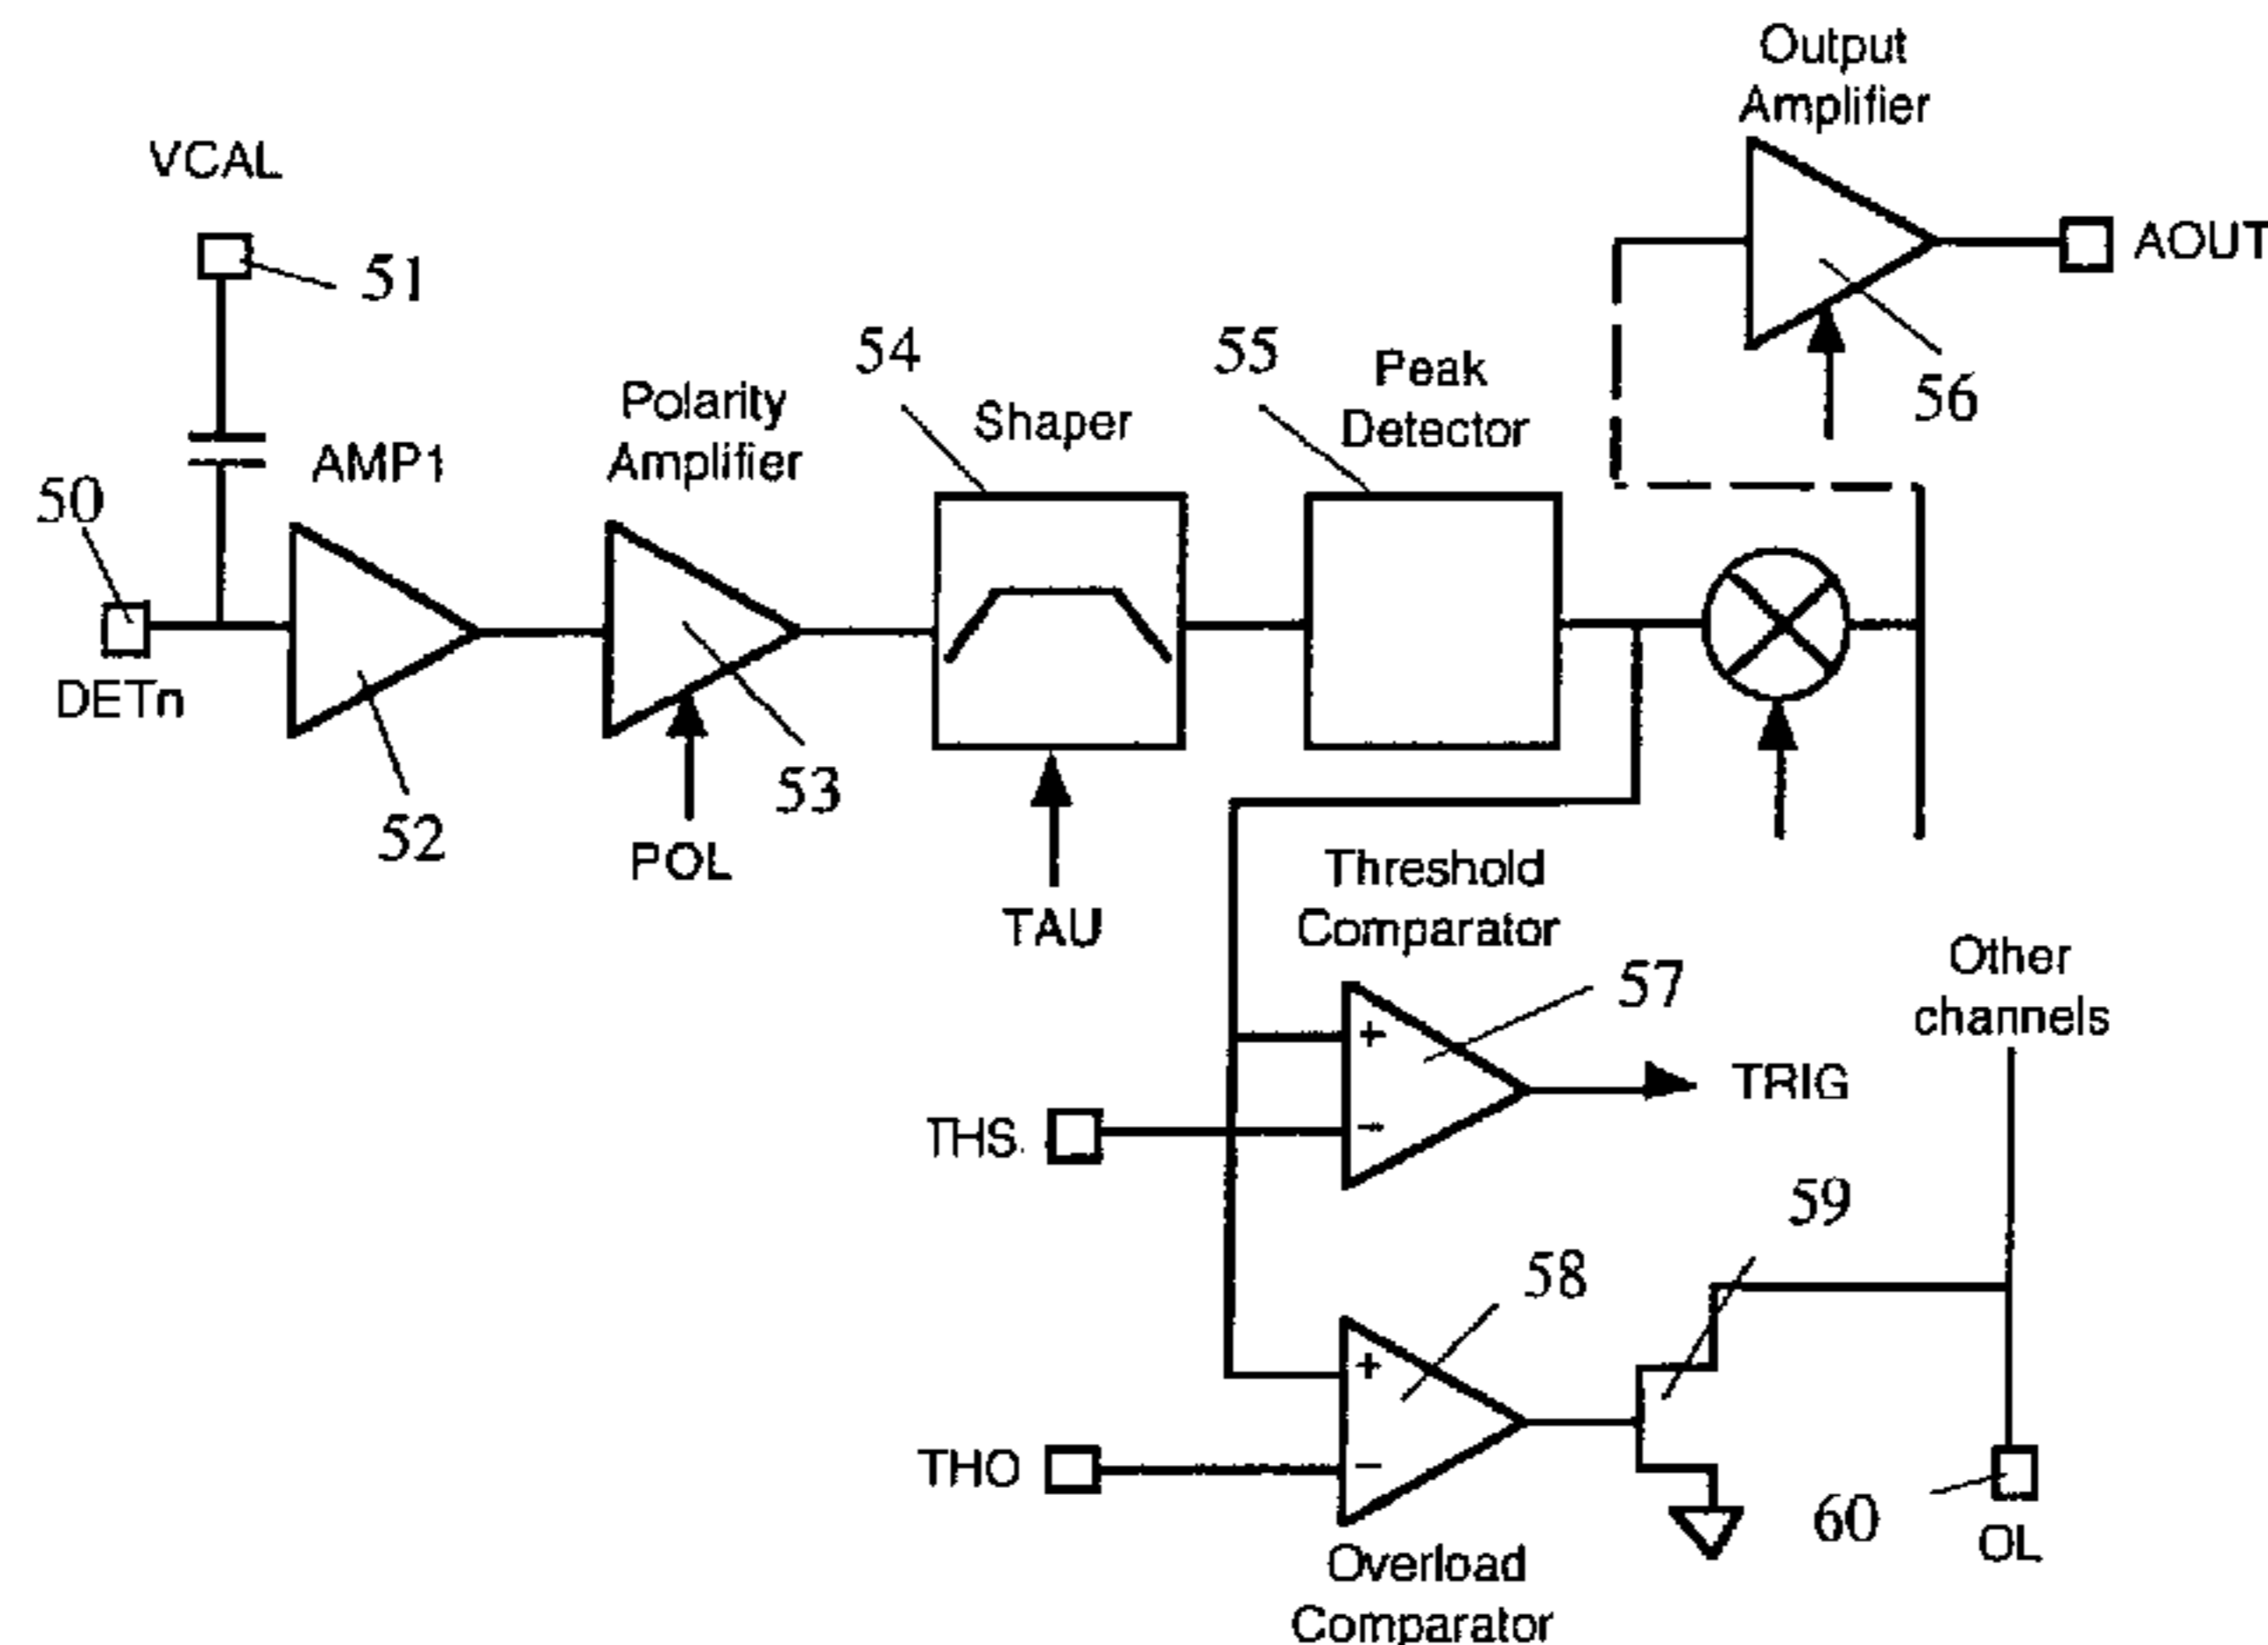 Output
Amplifier
VCAL
51
AOUT
54
55
Peak
Detector
56
Polarity
Amplifier
Shaper
50
AMP1
DETn
52
53
POL
TAU
Threshold
Comparator
57
Other
channels
+
-
TRIG
THS.
59
58
+
-
THO
60
OL
Overload
Comparator